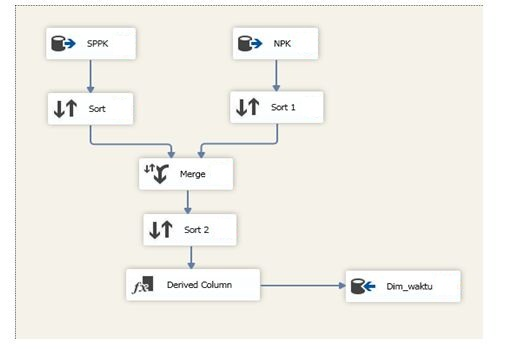 SPPK
NPK
Sort
Sort 1
Merge
Sort 2
Derived Column
Dim_waktu